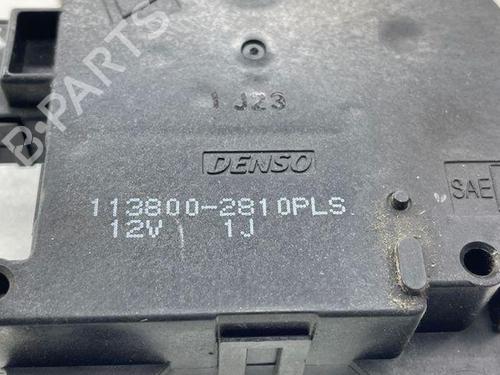 B-PARTS
1J23
DENSO
SAE
113800-2810PLS
12V 1J